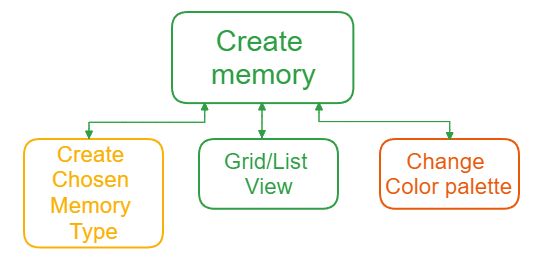 Create
memory
Create
Chosen
Memory
Type
Grid/List
View
Change
Color palette